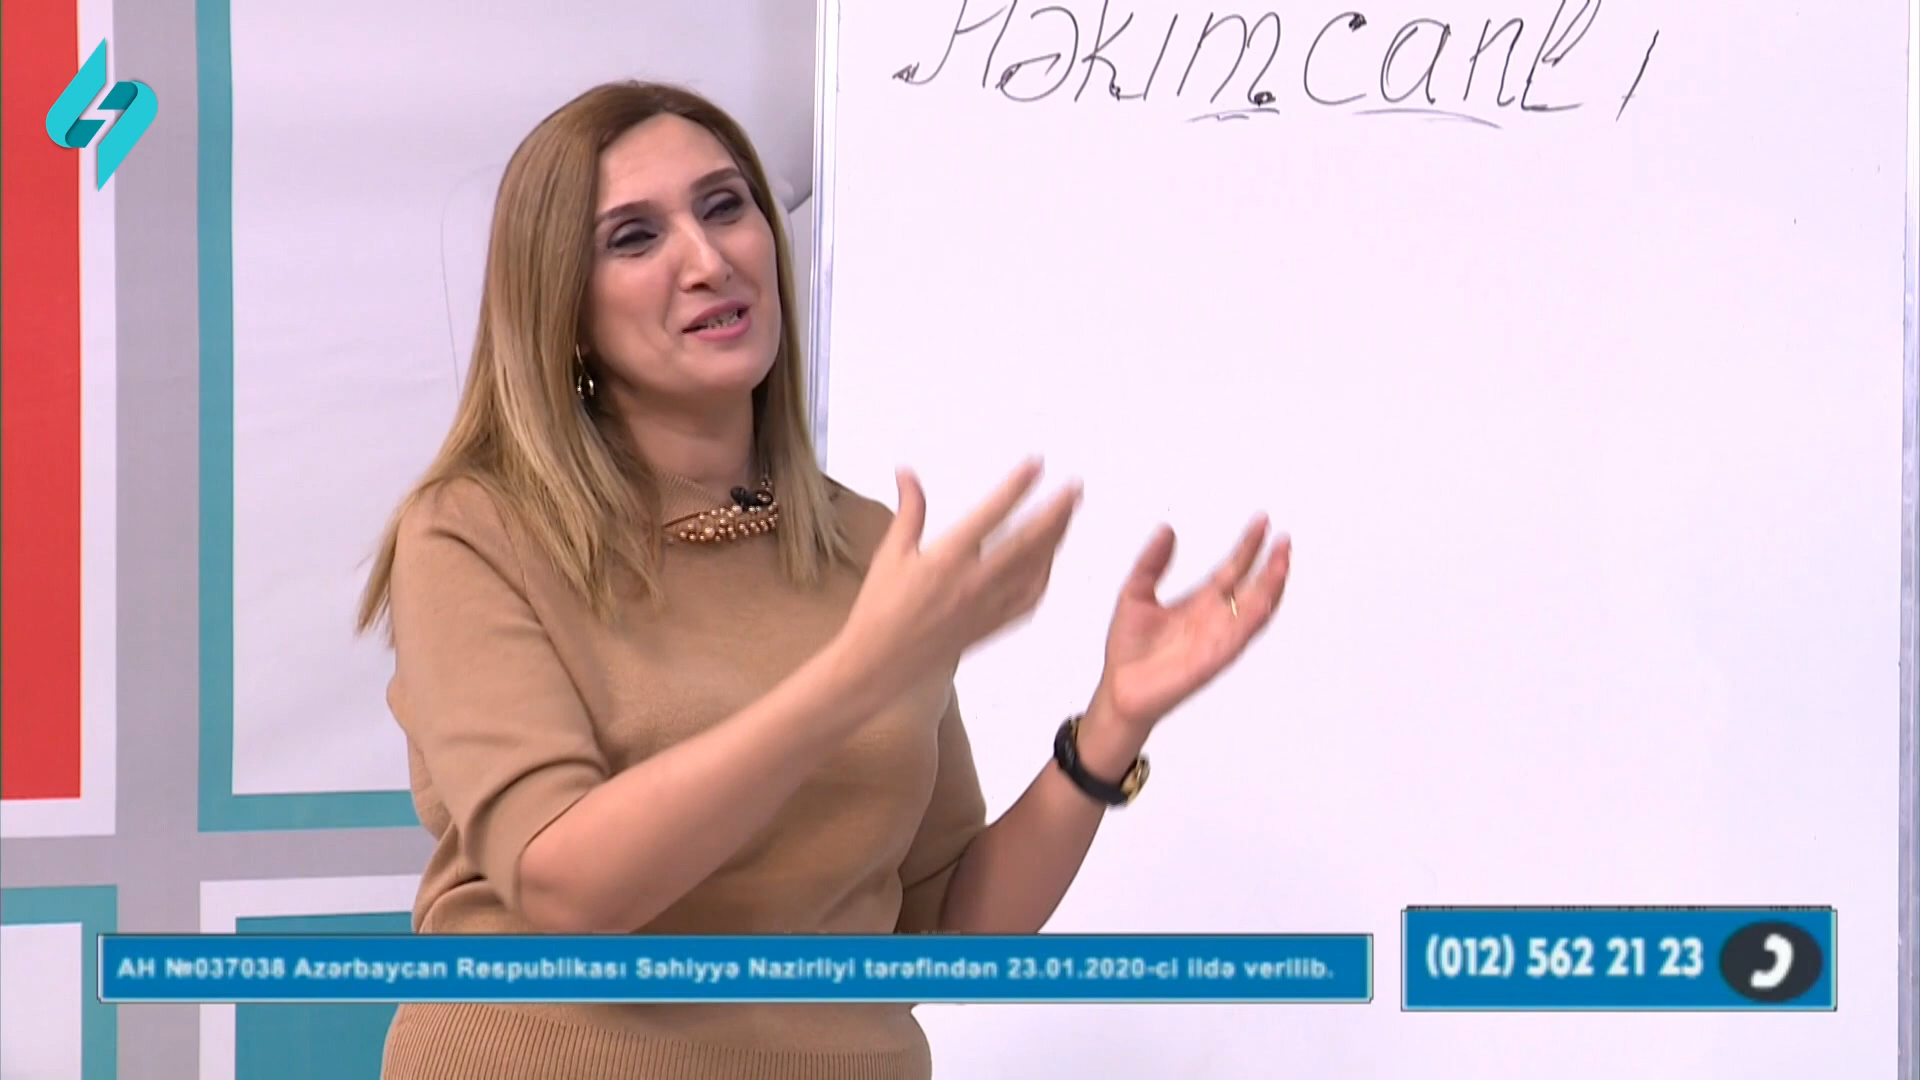 Həkimcanlı
AH №037038 Azərbaycan Respublikası Səhiyyə Nazirliyi tərəfindən 23.01.2020-ci ildə verilib.
(012) 562 21 23